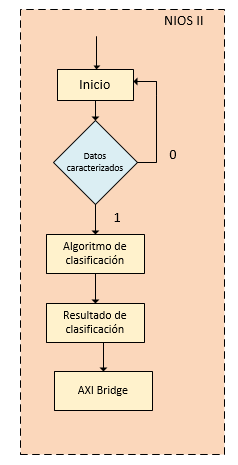 NIOS II
Inicio
Datos
caracterizados
0
1
Algoritmo de
clasificación
Resultado de
clasificación
AXI Bridge